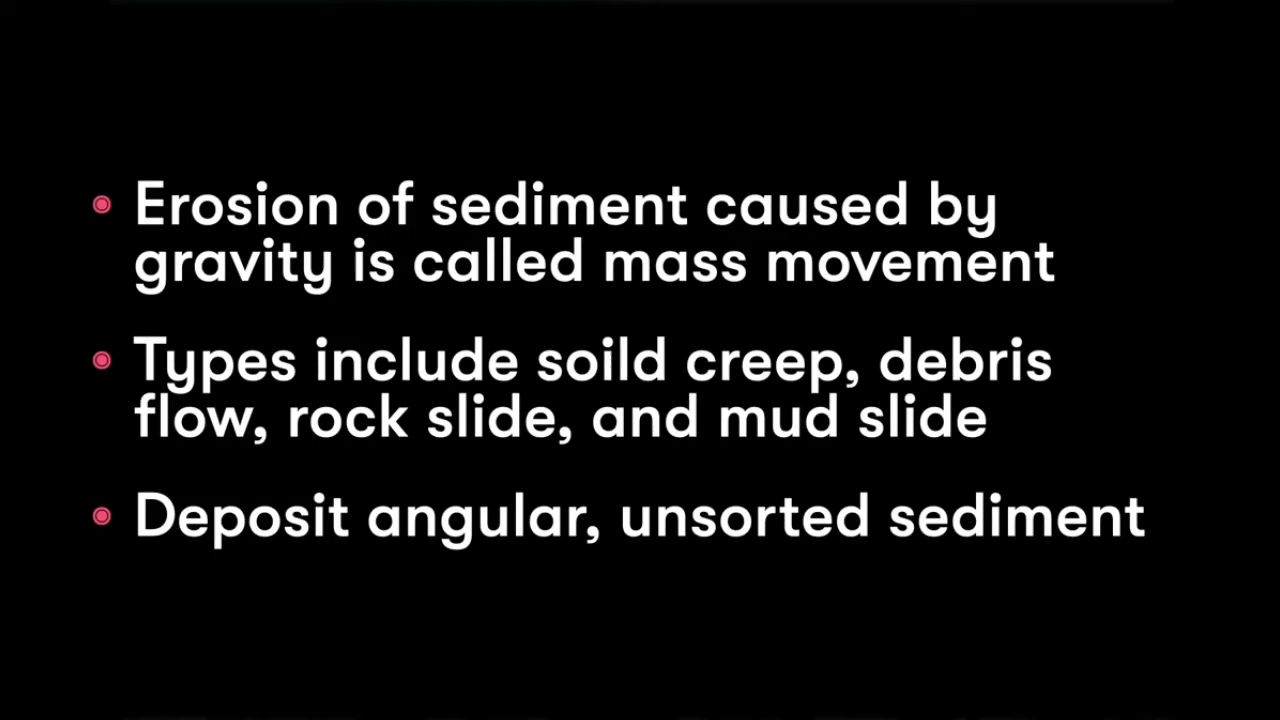 Erosion of sediment caused by
gravity is called mass movement
Types include soild creep, debris
flow, rock slide, and mud slide
Deposit angular, unsorted sediment